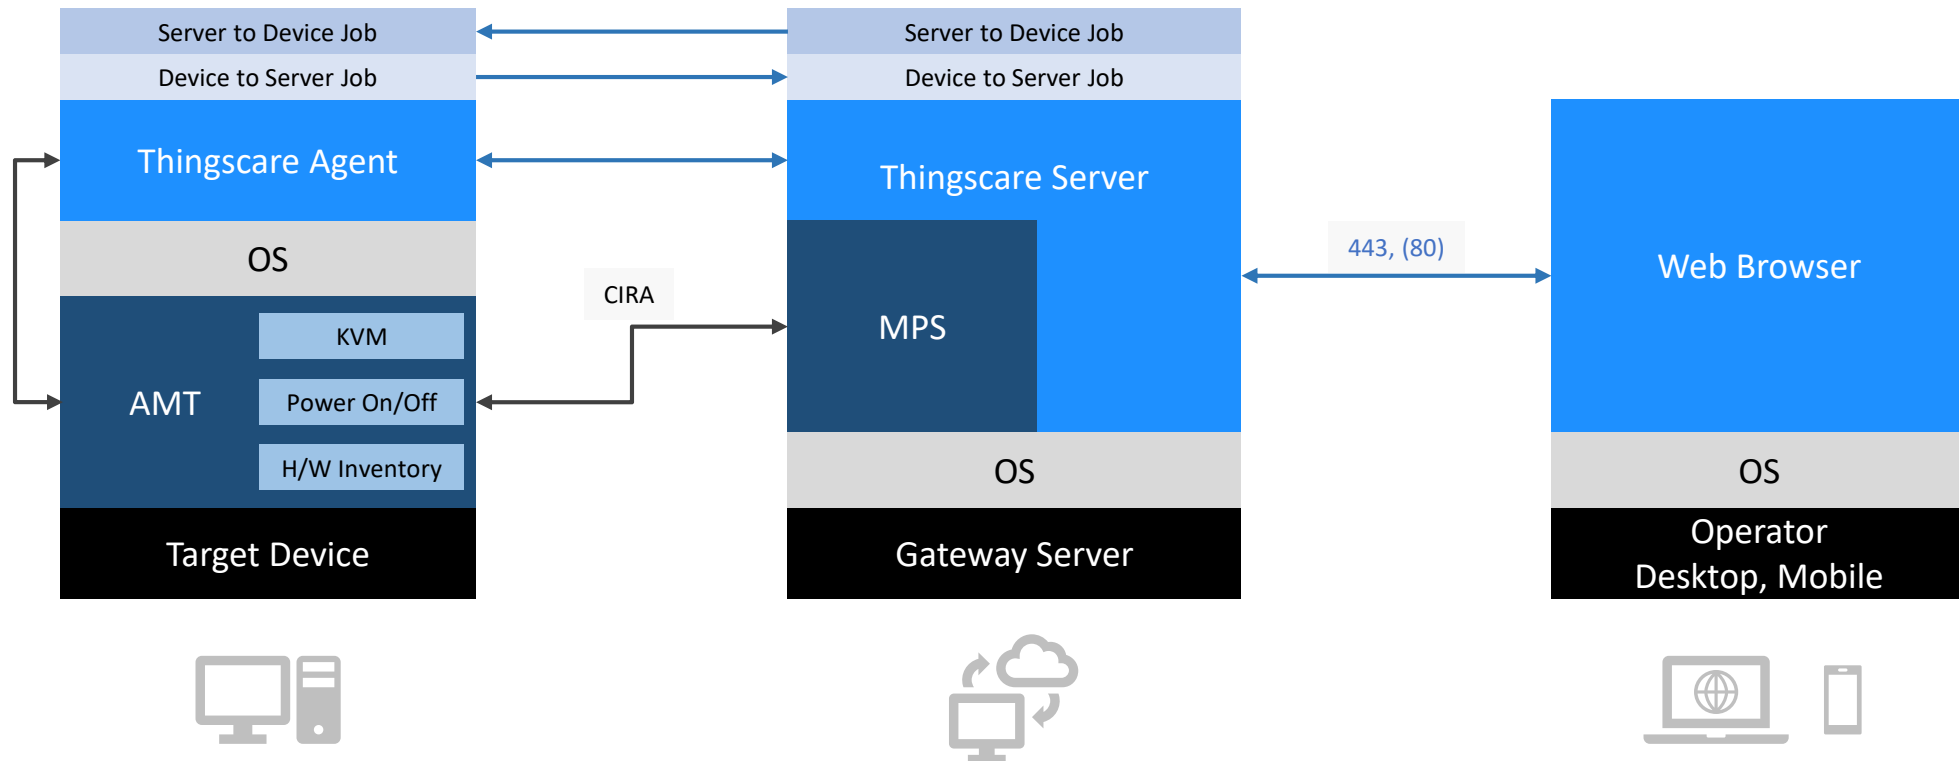 Server to Device Job
Device to Server Job
Thingscare Agent
OS
AMT
KVM
Power On/Off
H/W Inventory
Target Device
CIRA
Server to Device Job
Device to Server Job
Thingscare Server
MPS
OS
Gateway Server
443, (80)
Web Browser
OS
Operator
Desktop, Mobile